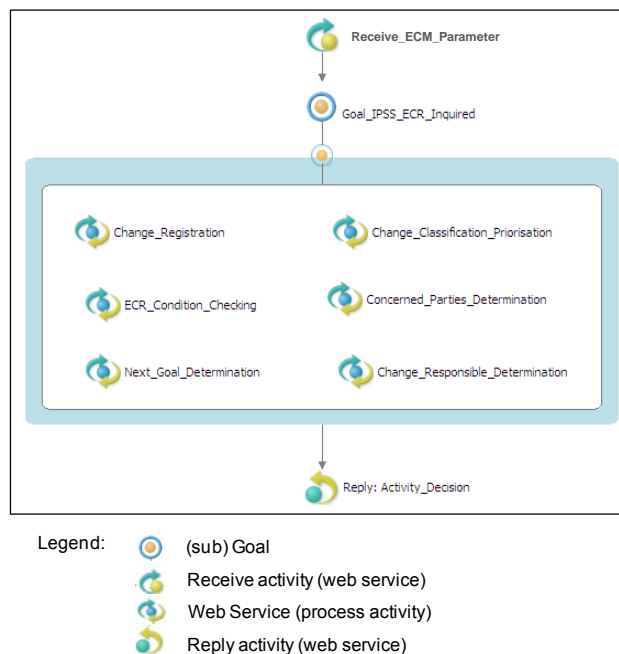 Receive_ECM_Parameter
Goal_IPSS_ECR_Inquired
Change_Registration
Change_Classification_Priorisation
ECR_Condition_Checking
Concerned_Parties_Determination
Next_Goal_Determination
Change_Responsible_Determination
Reply: Activity_Decision
Legend:
(sub) Goal
Receive activity (web service)
Web Service (process activity)
Reply activity (web service)